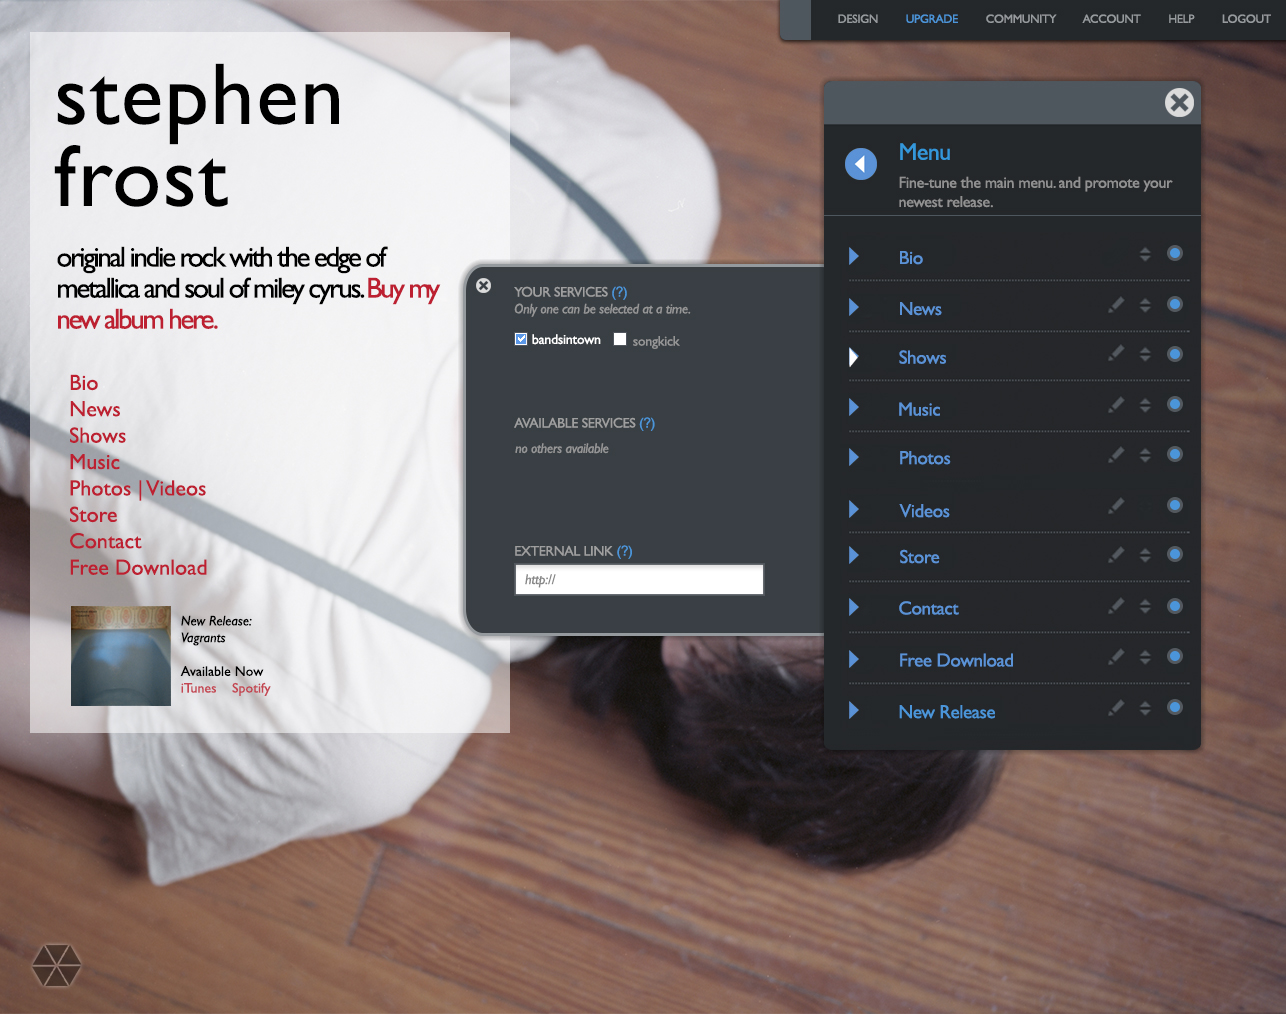 DESIGN UPGRADE COMMUNITY ACCOUNT HELP LOGOUT
stephen
frost
original indie rock with the edge of
metallica and soul of miley cyrus. Buy my
new album here.
Bio
News
Shows
Music
Photos | Videos
Store
Contact
Free Download
New Release:
Vagrants
Available Now
iTunes Spotify
YOUR SERVICES (?)
Only one can be selected at a time.
bandsintown songkick
AVAILABLE SERVICES (?)
no others available
EXTERNAL LINK (?)
http://
Menu
Fine-tune the main menu. and promote your
newest release.
Bio
News
Shows
Music
Photos
Videos
Store
Contact
Free Download
New Release